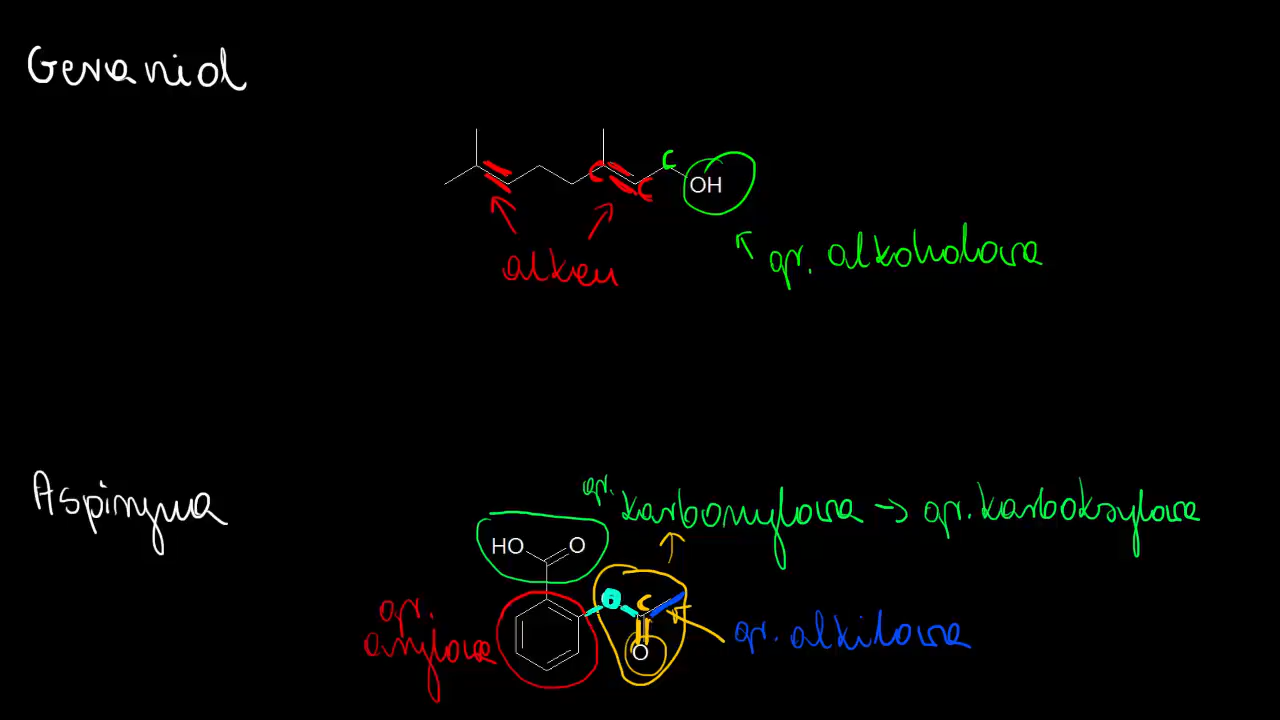 Geraniol
C
C
C
OH
alken
gr. alkoholowa
Aspiryna
gr. karbonylowa → gr. karboksylowa
HO
O
gr.
arylowa
O
C
O
gr. alkilowa